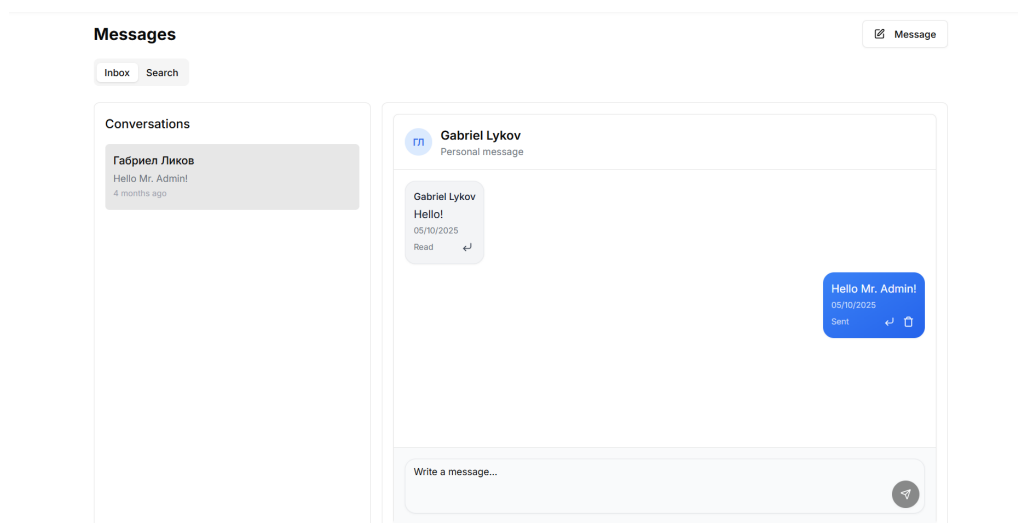 Messages
Message
Inbox
Search
Conversations
Габриел Ликов
Hello Mr. Admin!
4 months ago
ГЛ
Gabriel Lykov
Personal message
Gabriel Lykov
Hello!
05/10/2025
Read
Hello Mr. Admin!
05/10/2025
Sent
Write a message...